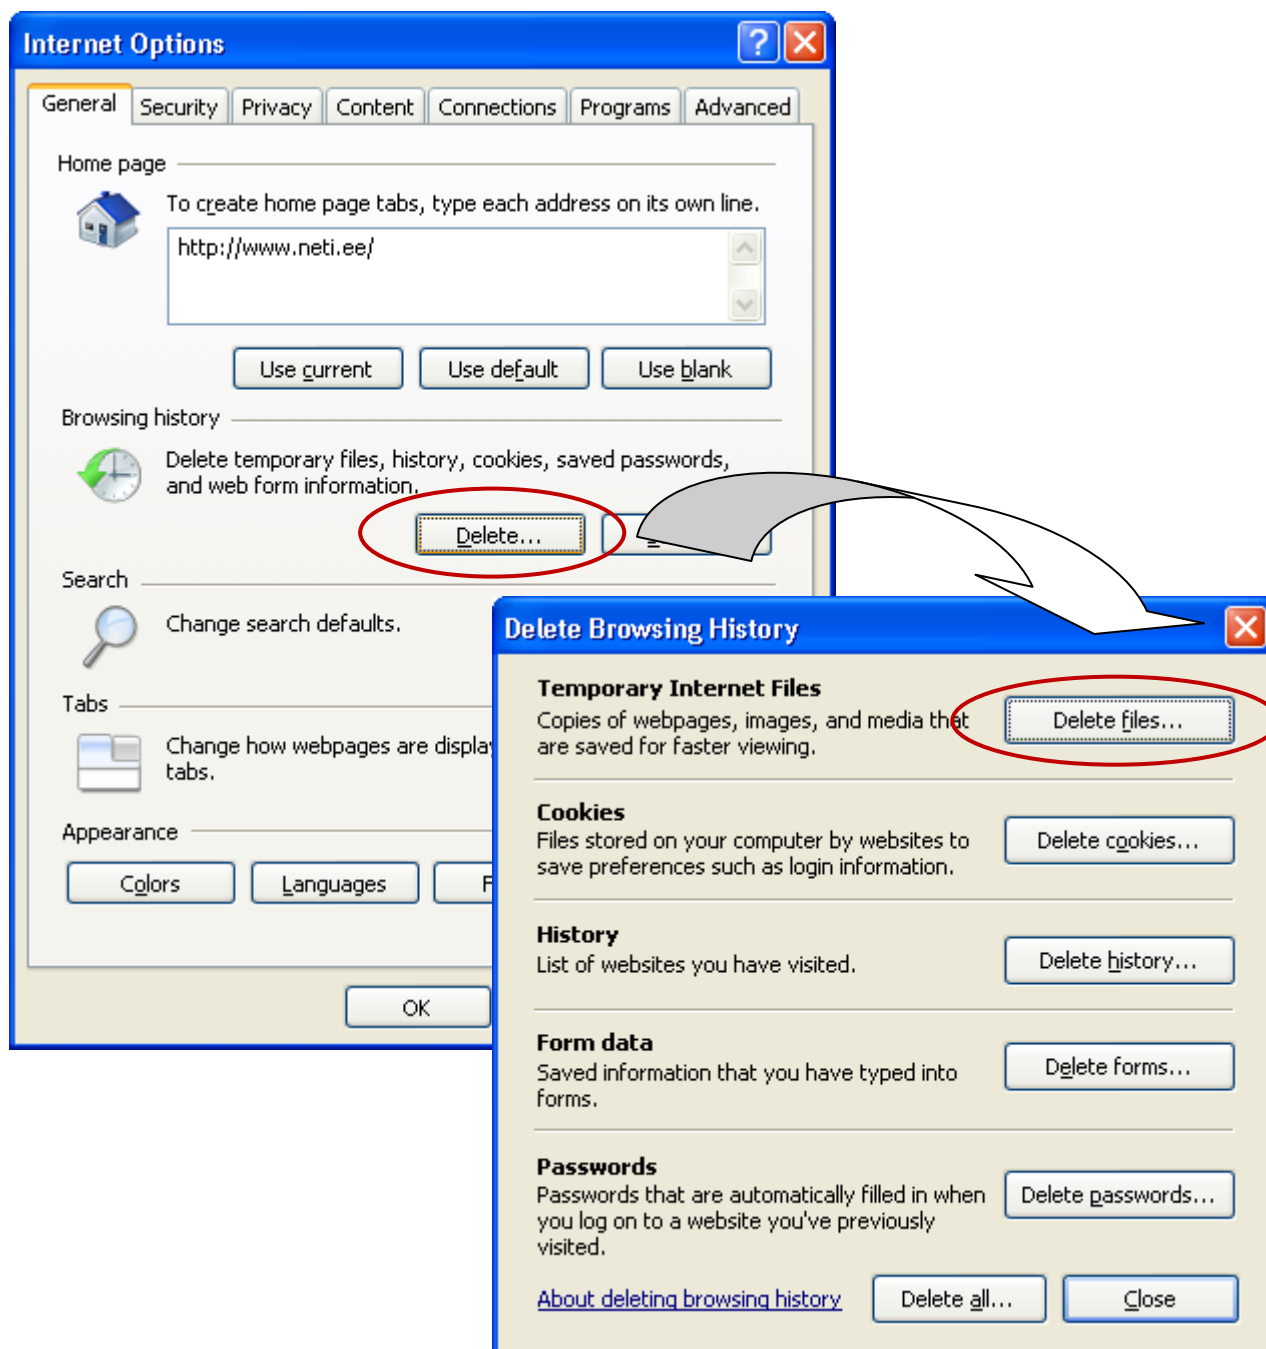 Internet Options
General Security Privacy Content Connections Programs Advanced
Home page
To create home page tabs, type each address on its own line.
http://www.neti.ee/
Use current Use default Use blank
Browsing history
Delete temporary files, history, cookies, saved passwords,
and web form information.
Delete...
Search
Change search defaults.
Tabs
Change how webpages are
tabs.
Appearance
Colors Languages
OK
Delete Browsing History
Temporary Internet Files
Copies of webpages, images, and media that
are saved for faster viewing.
Delete files...
Cookies
Files stored on your computer by websites to
save preferences such as login information.
Delete cookies...
History
List of websites you have visited.
Delete history...
Form data
Saved information that you have typed into
forms.
Delete forms...
Passwords
Passwords that are automatically filled in when
you log on to a website you've previously
visited.
Delete passwords...
About deleting browsing history Delete all... Close